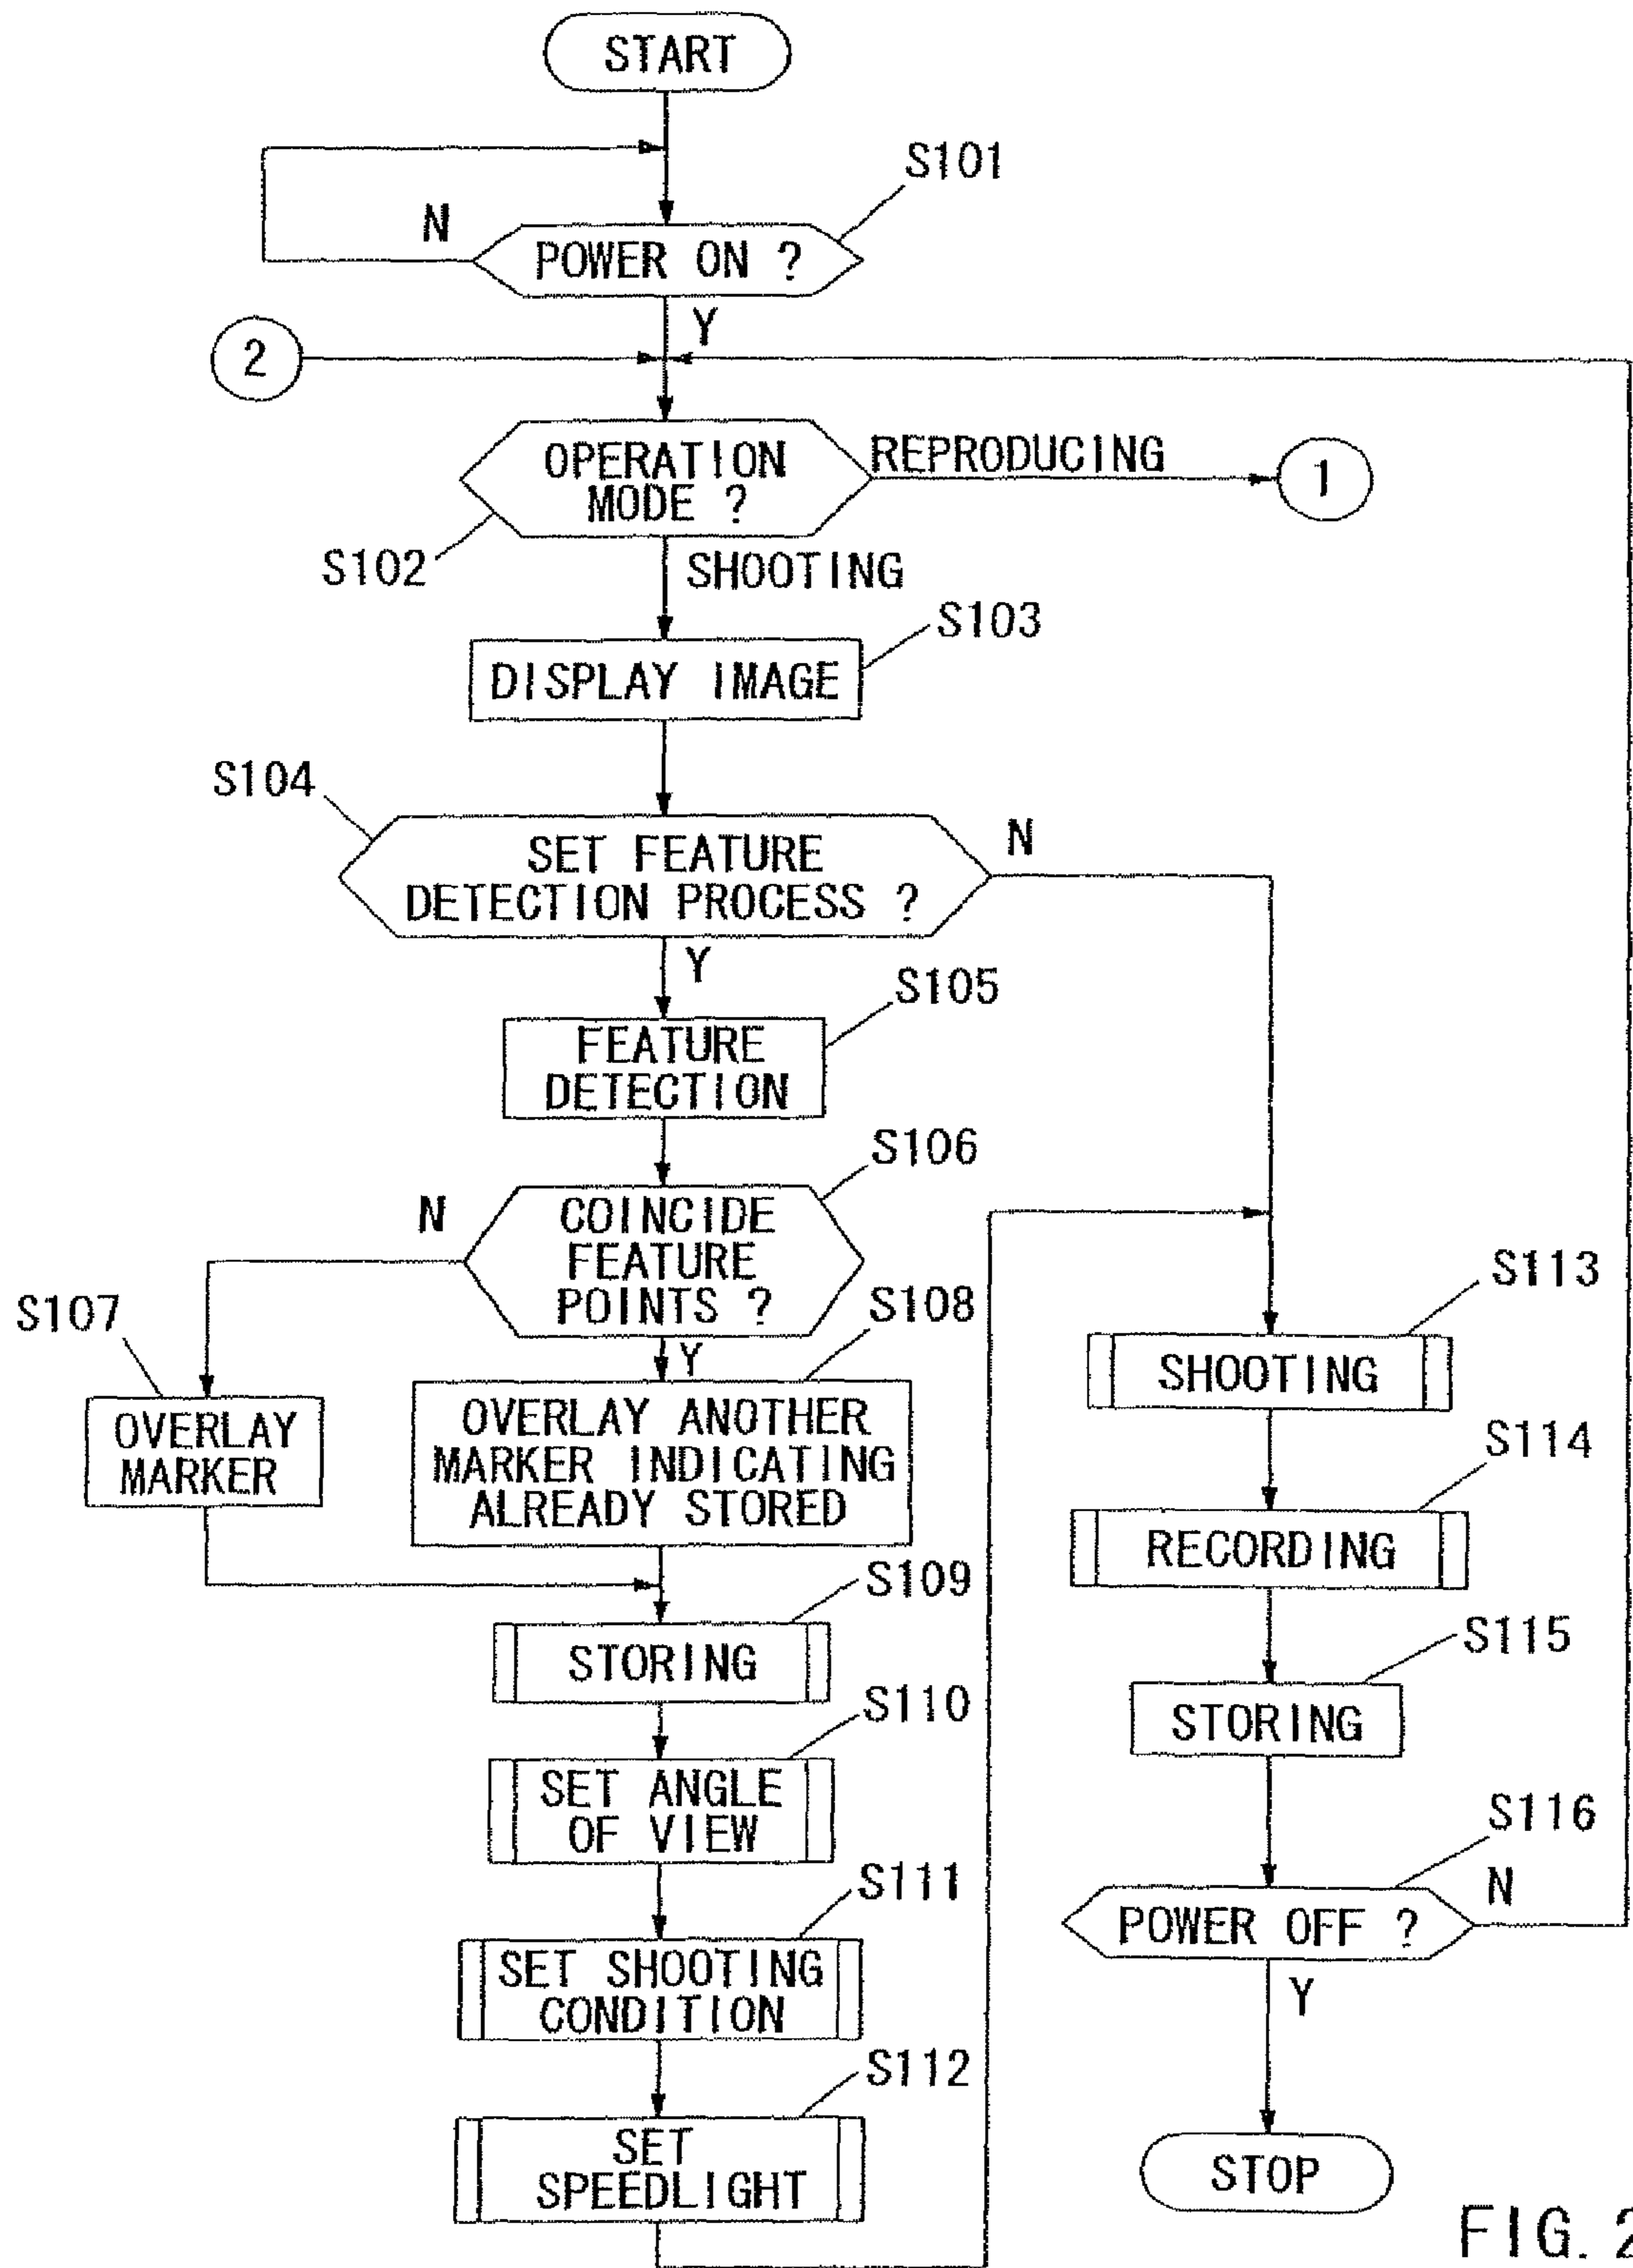 START
S101
N
POWER ON ?
Y
2
OPERATION
MODE ?
REPRODUCING
1
S102
SHOOTING
S103
DISPLAY IMAGE
S104
SET FEATURE
DETECTION PROCESS ?
N
Y
S105
FEATURE
DETECTION
S106
N
COINCIDE
FEATURE
POINTS ?
S107
S108
Y
OVERLAY
MARKER
OVERLAY ANOTHER
MARKER INDICATING
ALREADY STORED
S109
STORING
S110
SET ANGLE
OF VIEW
S111
SET SHOOTING
CONDITION
S112
SET
SPEEDLIGHT
S113
SHOOTING
S114
RECORDING
S115
STORING
S116
POWER OFF ?
N
Y
STOP
FIG. 2